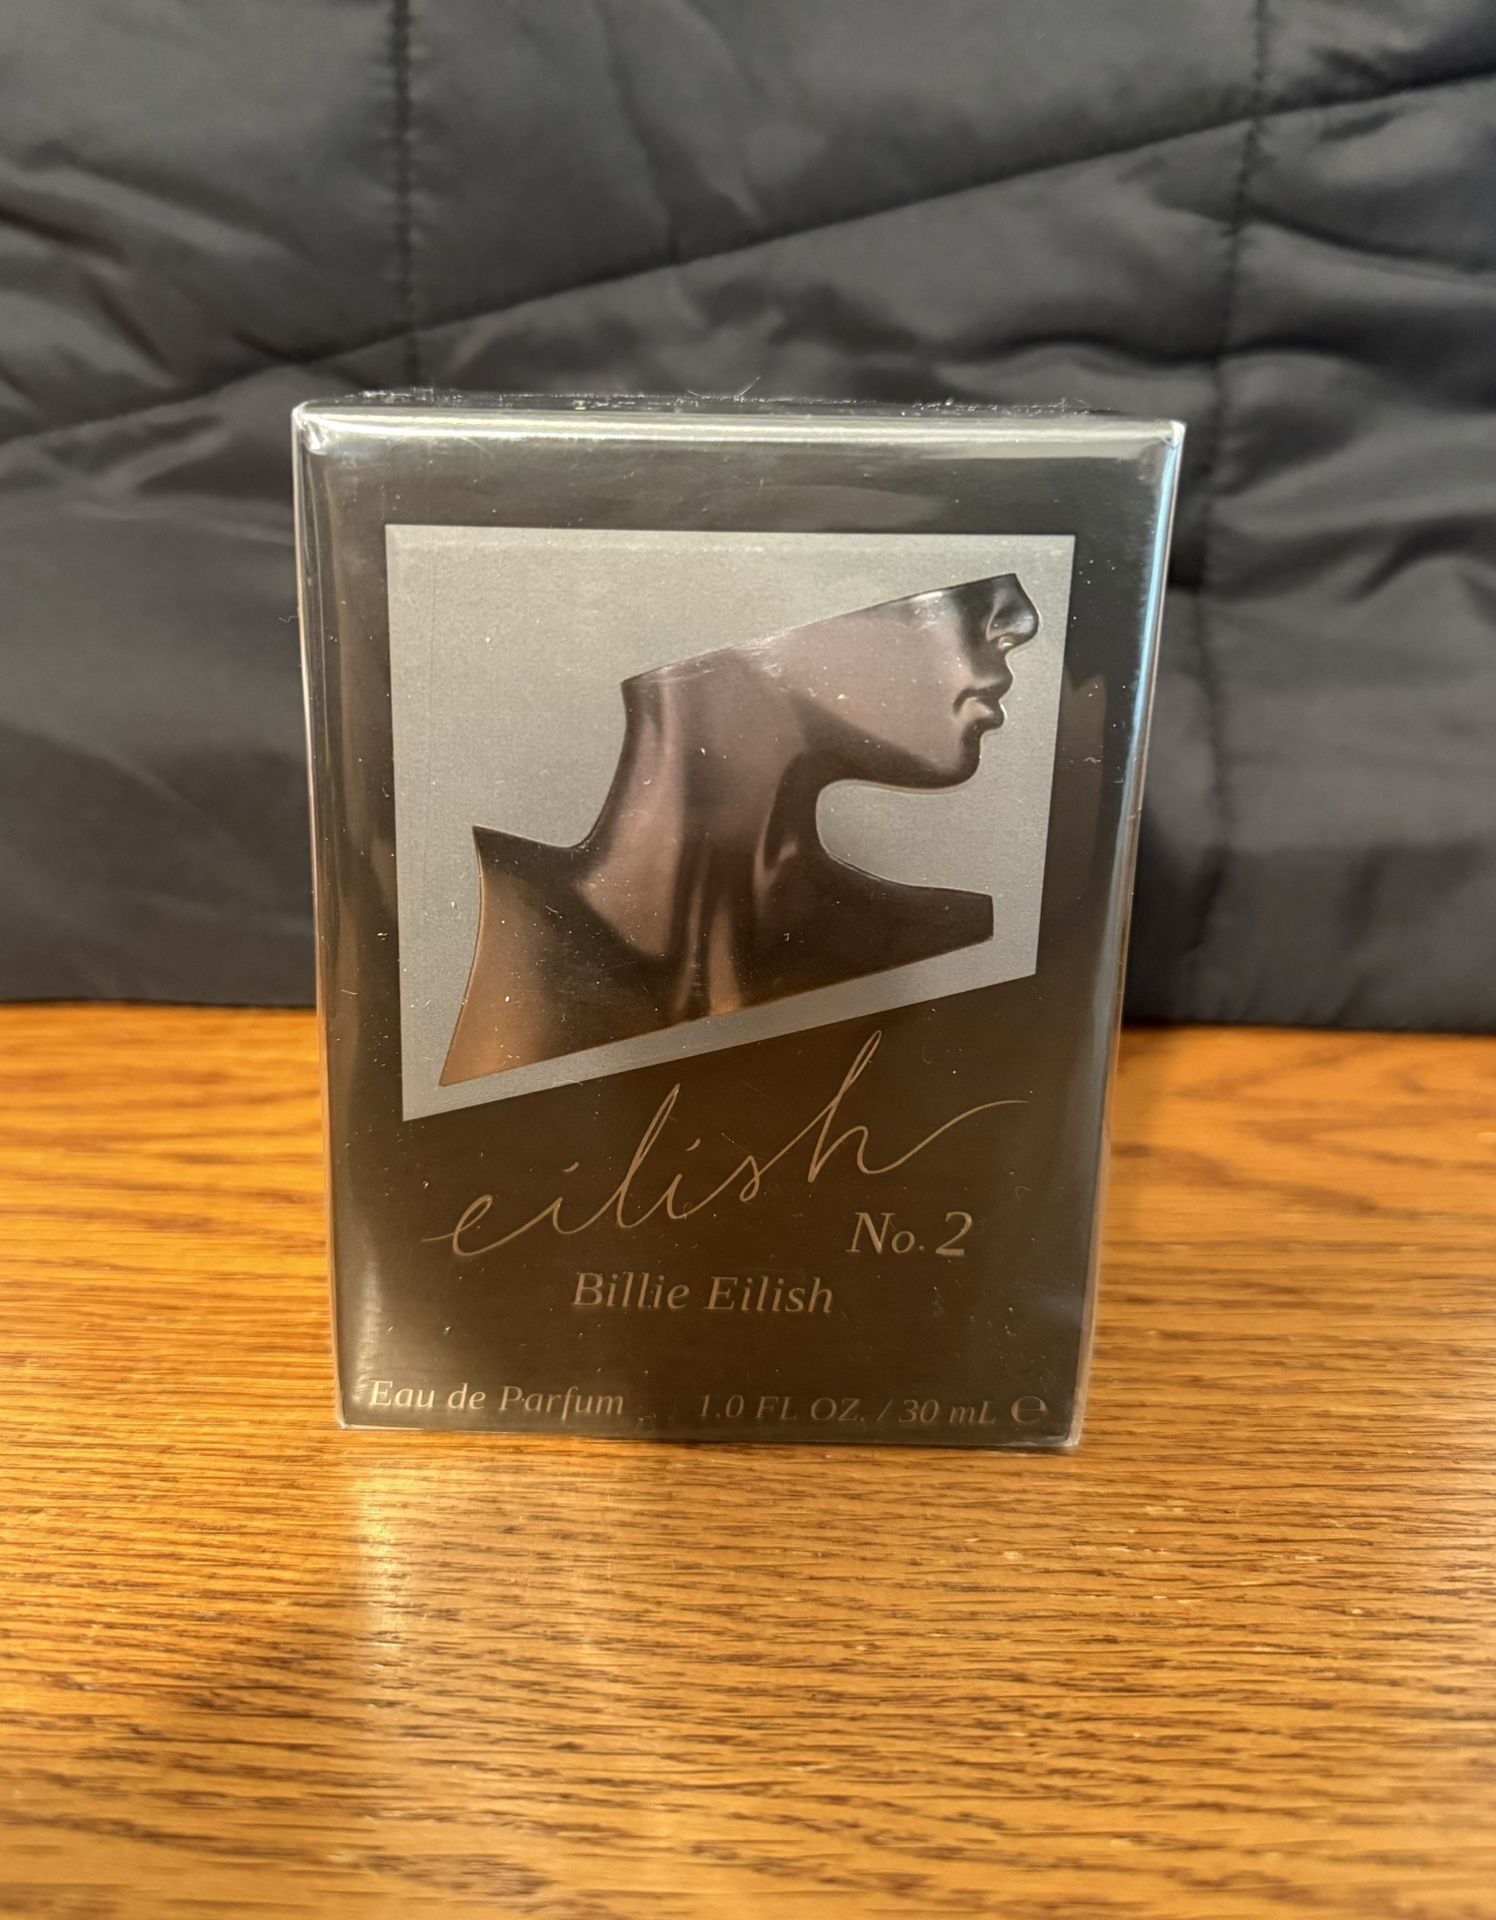 eilish
No. 2
Billie Eilish
Eau de Parfum 1.0 FL OZ. / 30 mL ℮